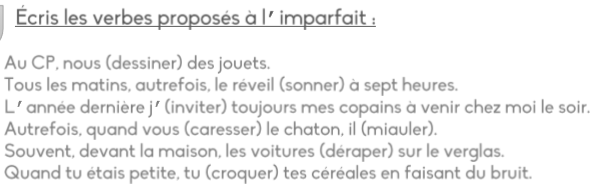 Écris les verbes proposés à l’ imparfait :
Au CP, nous (dessiner) des jouets.
Tous les matins, autrefois, le réveil (sonner) à sept heures.
L’ année dernière j’ (inviter) toujours mes copains à venir chez moi le soir.
Autrefois, quand vous (caresser) le chaton, il (miauler).
Souvent, devant la maison, les voitures (déraper) sur le verglas.
Quand tu étais petite, tu (croquer) tes céréales en faisant du bruit.